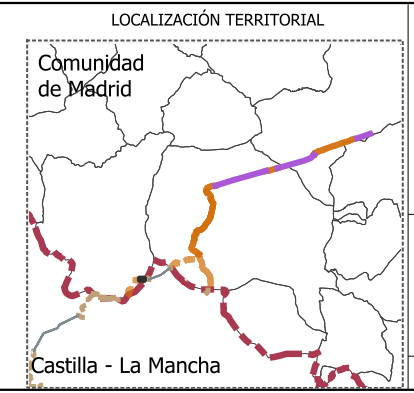 LOCALIZACIÓN TERRITORIAL
Comunidad
de Madrid
Castilla - La Mancha